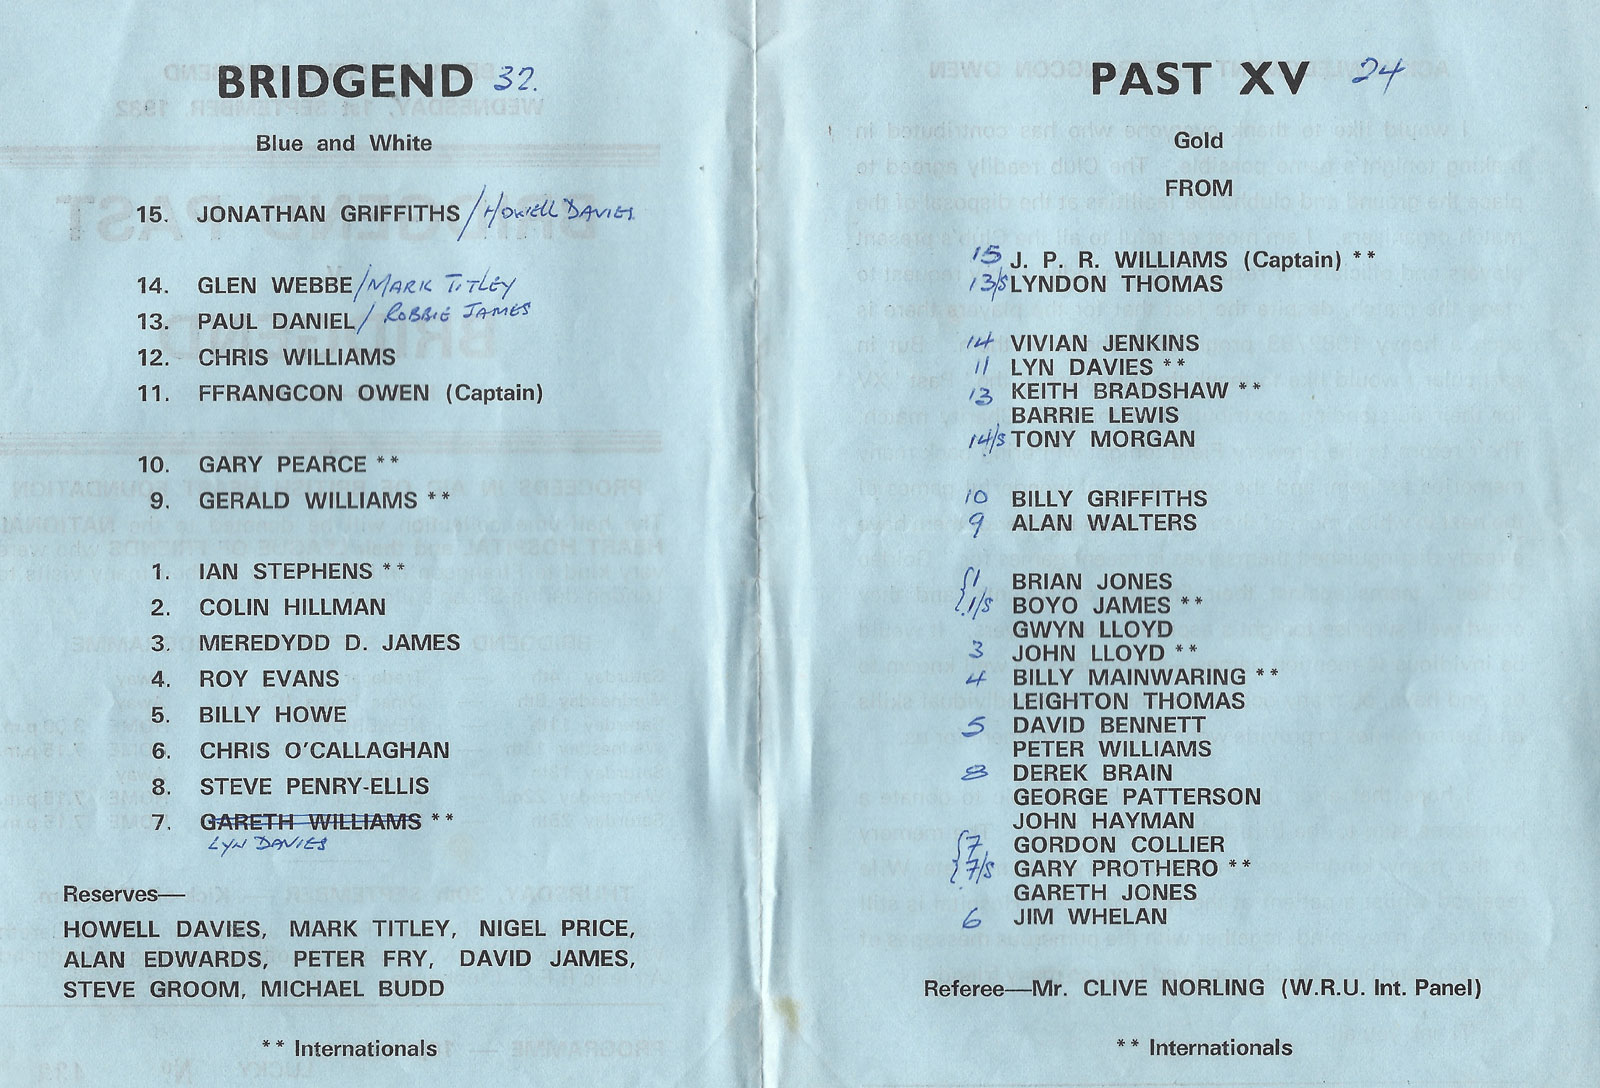 BRIDGEND 32.
Blue and White
15. JONATHAN GRIFFITHS / HOWELL DAVIES
14. GLEN WEBBE / MARK TITLEY
13. PAUL DANIEL / ROBBIE JAMES
12. CHRIS WILLIAMS
11. FFRANGCON OWEN (Captain)
10. GARY PEARCE **
9. GERALD WILLIAMS **
1. IAN STEPHENS **
2. COLIN HILLMAN
3. MEREDYDD D. JAMES
4. ROY EVANS
5. BILLY HOWE
6. CHRIS O'CALLAGHAN
8. STEVE PENRY-ELLIS
7. GARETH WILLIAMS **
LYN DAVIES
Reserves—
HOWELL DAVIES, MARK TITLEY, NIGEL PRICE,
ALAN EDWARDS, PETER FRY, DAVID JAMES,
STEVE GROOM, MICHAEL BUDD
** Internationals
PAST XV 24
Gold
FROM
15 J. P. R. WILLIAMS (Captain) **
13/S LYNDON THOMAS
14 VIVIAN JENKINS
11 LYN DAVIES **
13 KEITH BRADSHAW **
BARRIE LEWIS
14/S TONY MORGAN
10 BILLY GRIFFITHS
9 ALAN WALTERS
1 BRIAN JONES
1/S BOYO JAMES **
GWYN LLOYD
3 JOHN LLOYD **
4 BILLY MAINWARING **
LEIGHTON THOMAS
5 DAVID BENNETT
PETER WILLIAMS
8 DEREK BRAIN
GEORGE PATTERSON
JOHN HAYMAN
7 GORDON COLLIER
7/S GARY PROTHERO **
GARETH JONES
6 JIM WHELAN
Referee—Mr. CLIVE NORLING (W.R.U. Int. Panel)
** Internationals